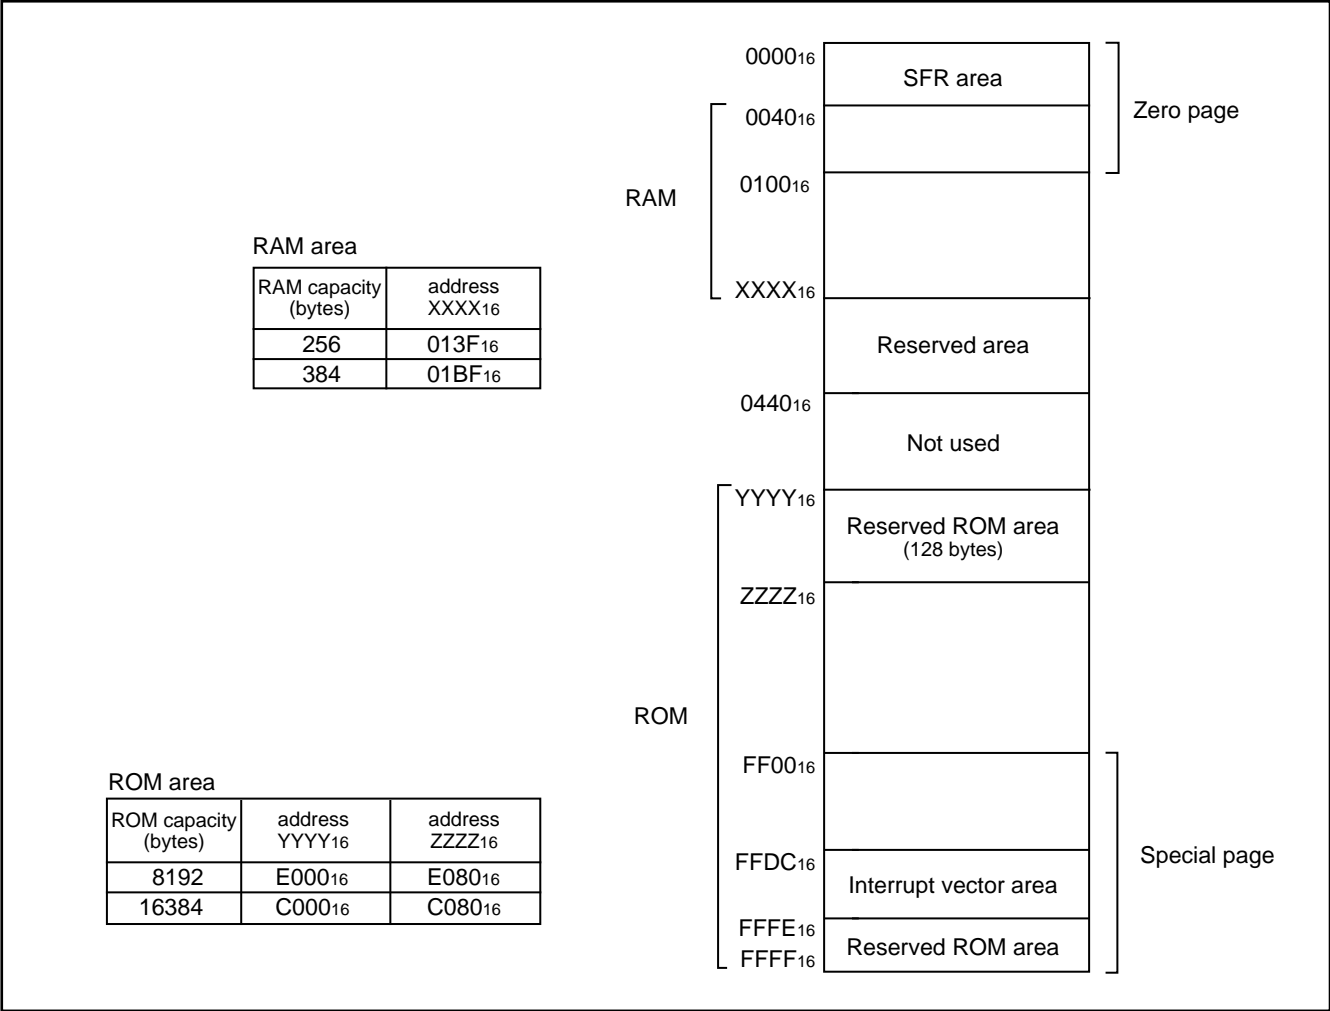 RAM area
RAM capacity (bytes) address XXXX16
256 013F16
384 01BF16
ROM area
ROM capacity (bytes) address YYYY16 address ZZZZ16
8192 E00016 E08016
16384 C00016 C08016
RAM
ROM
000016
SFR area
Zero page
004016
010016
XXXX16
Reserved area
044016
Not used
YYYY16
Reserved ROM area
(128 bytes)
ZZZZ16
FF0016
Special page
FFDC16
Interrupt vector area
FFFE16
Reserved ROM area
FFFF16